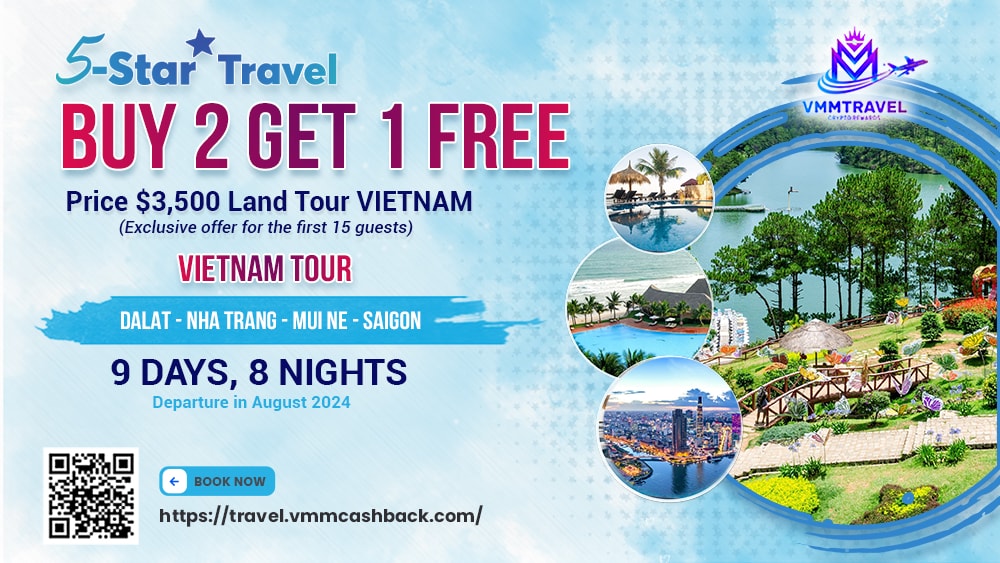 5-Star Travel
BUY 2 GET 1 FREE
Price $3,500 Land Tour VIETNAM
(Exclusive offer for the first 15 guests)
VIETNAM TOUR
DALAT - NHA TRANG - MUI NE - SAIGON
9 DAYS, 8 NIGHTS
Departure in August 2024
BOOK NOW
https://travel.vmmcashback.com/
VMMTRAVEL
CRYPTO REWARDS